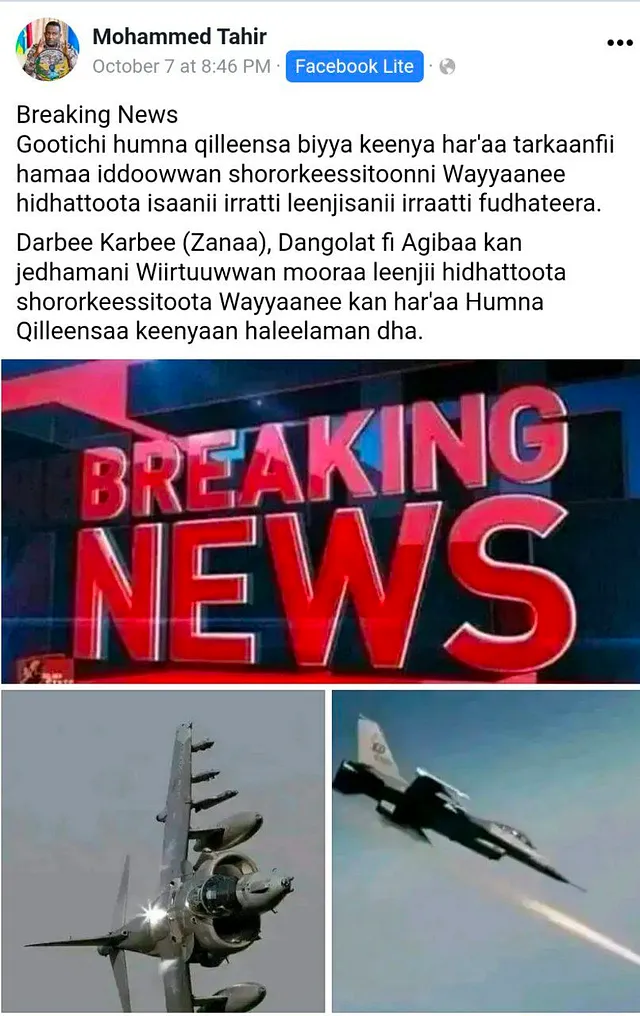 Mohammed Tahir
October 7 at 8:46 PM · Facebook Lite ·
Breaking News
Gootichi humna qilleensa biyya keenya har'aa tarkaanfii
hamaa iddoowwan shororkeessitoonni Wayyaanee
hidhattoota isaanii irratti leenjisanii irraatti fudhateera.
Darbee Karbee (Zanaa), Dangolat fi Agibaa kan
jedhamani Wiirtuuwwan mooraa leenjii hidhattoota
shororkeessitoota Wayyaanee kan har'aa Humna
Qilleensaa keenyaan haleelaman dha.
BREAKING
NEWS